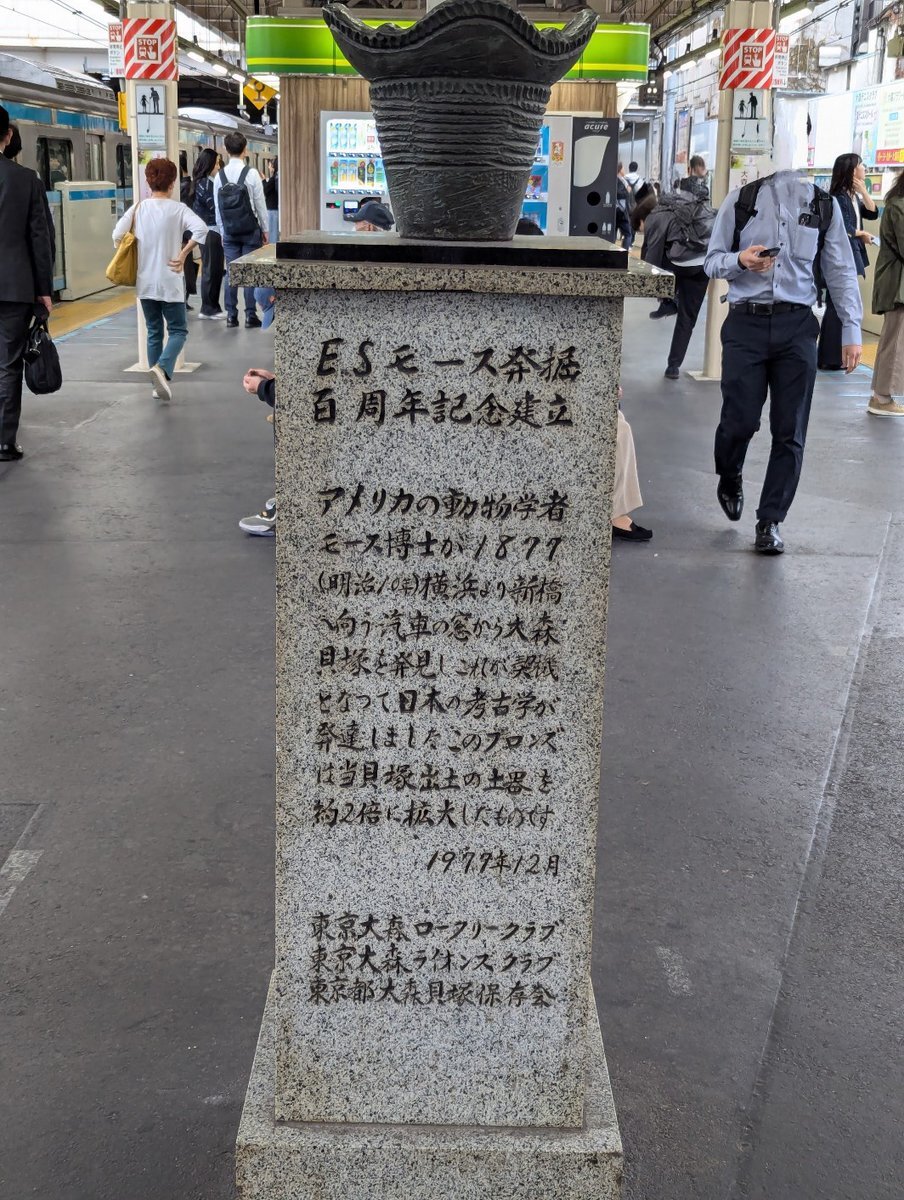 STOP
STOP
acure
E.Sモース発掘
百周年記念建立
アメリカの動物学者
モース博士が1877
(明治10年)横浜より新橋
へ向う汽車の窓から大森
貝塚を発見しこれが契機
となって、日本の考古学が
発達しましたこのブロンズ
は当貝塚出土の土器を
約2倍に拡大したものです
1977年12月
東京大森ロータリークラブ
東京大森ライオンズクラブ
東京都大森貝塚保存会